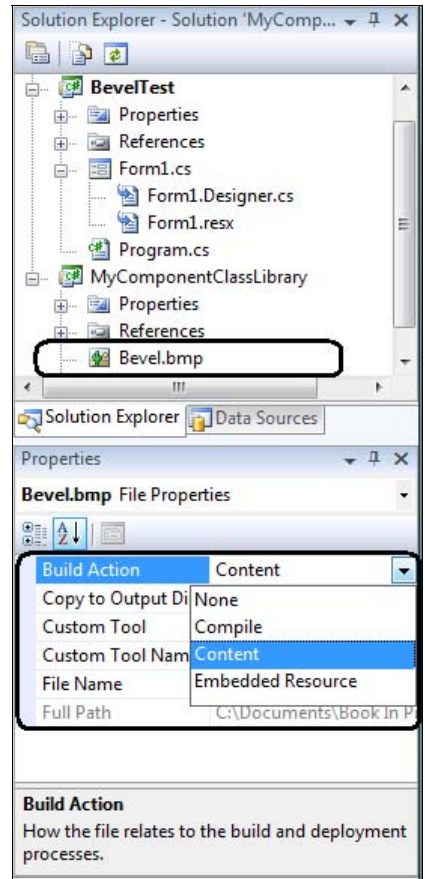 Solution Explorer - Solution 'MyComp...
BevelTest
Properties
References
Form1.cs
Form1.Designer.cs
Form1.resx
Program.cs
MyComponentClassLibrary
Properties
References
Bevel.bmp
Solution Explorer Data Sources
Properties
Bevel.bmp File Properties
Build Action Content
Copy to Output Di None
Custom Tool Compile
Custom Tool Nam Content
File Name Embedded Resource
Full Path C:\Documents\Book In P
Build Action
How the file relates to the build and deployment
processes.